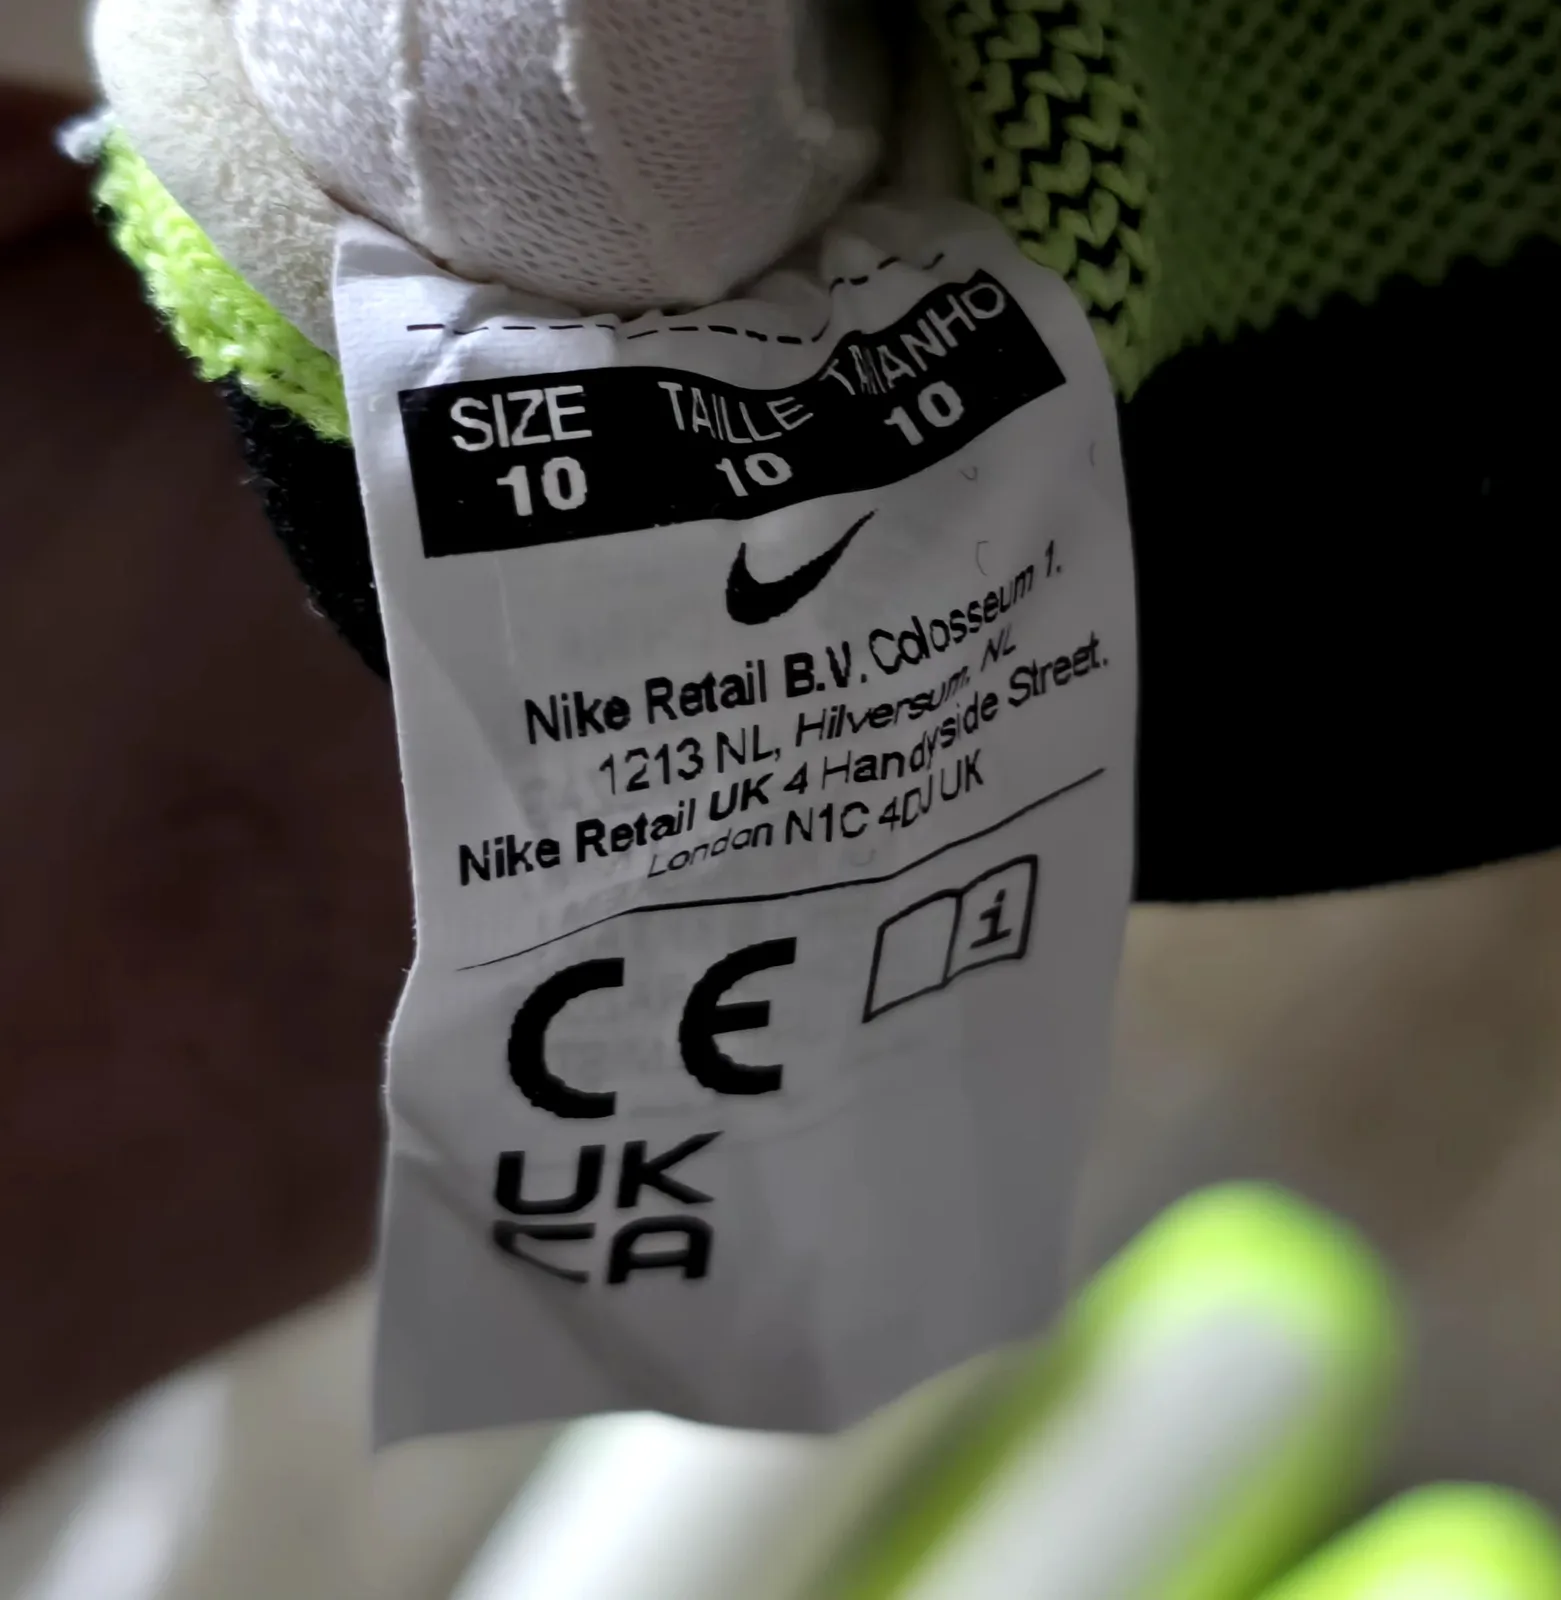 SIZE TAILLE TAMANHO
10 10 10
Nike Retail B.V. Colosseum 1.
1213 NL, Hilversum, NL
Nike Retail UK 4 Handyside Street.
London N1C 4DJ UK
CE i
UK
CA